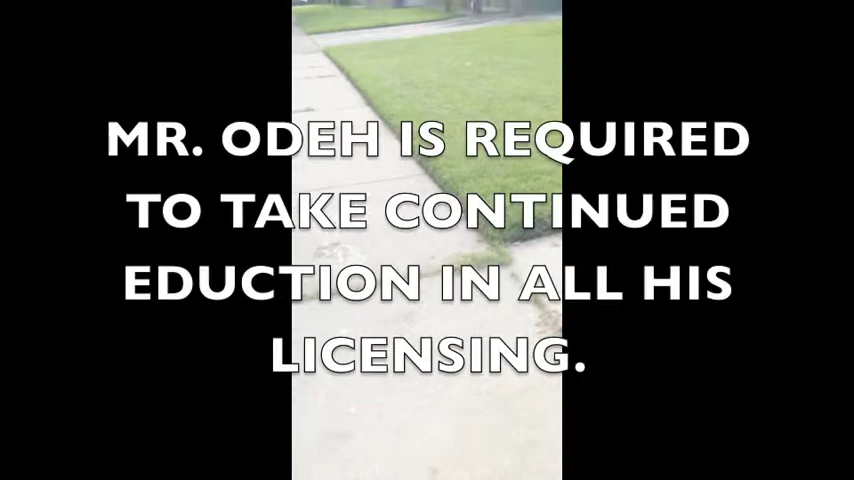 MR. ODEH IS REQUIRED
TO TAKE CONTINUED
EDUCTION IN ALL HIS
LICENSING.